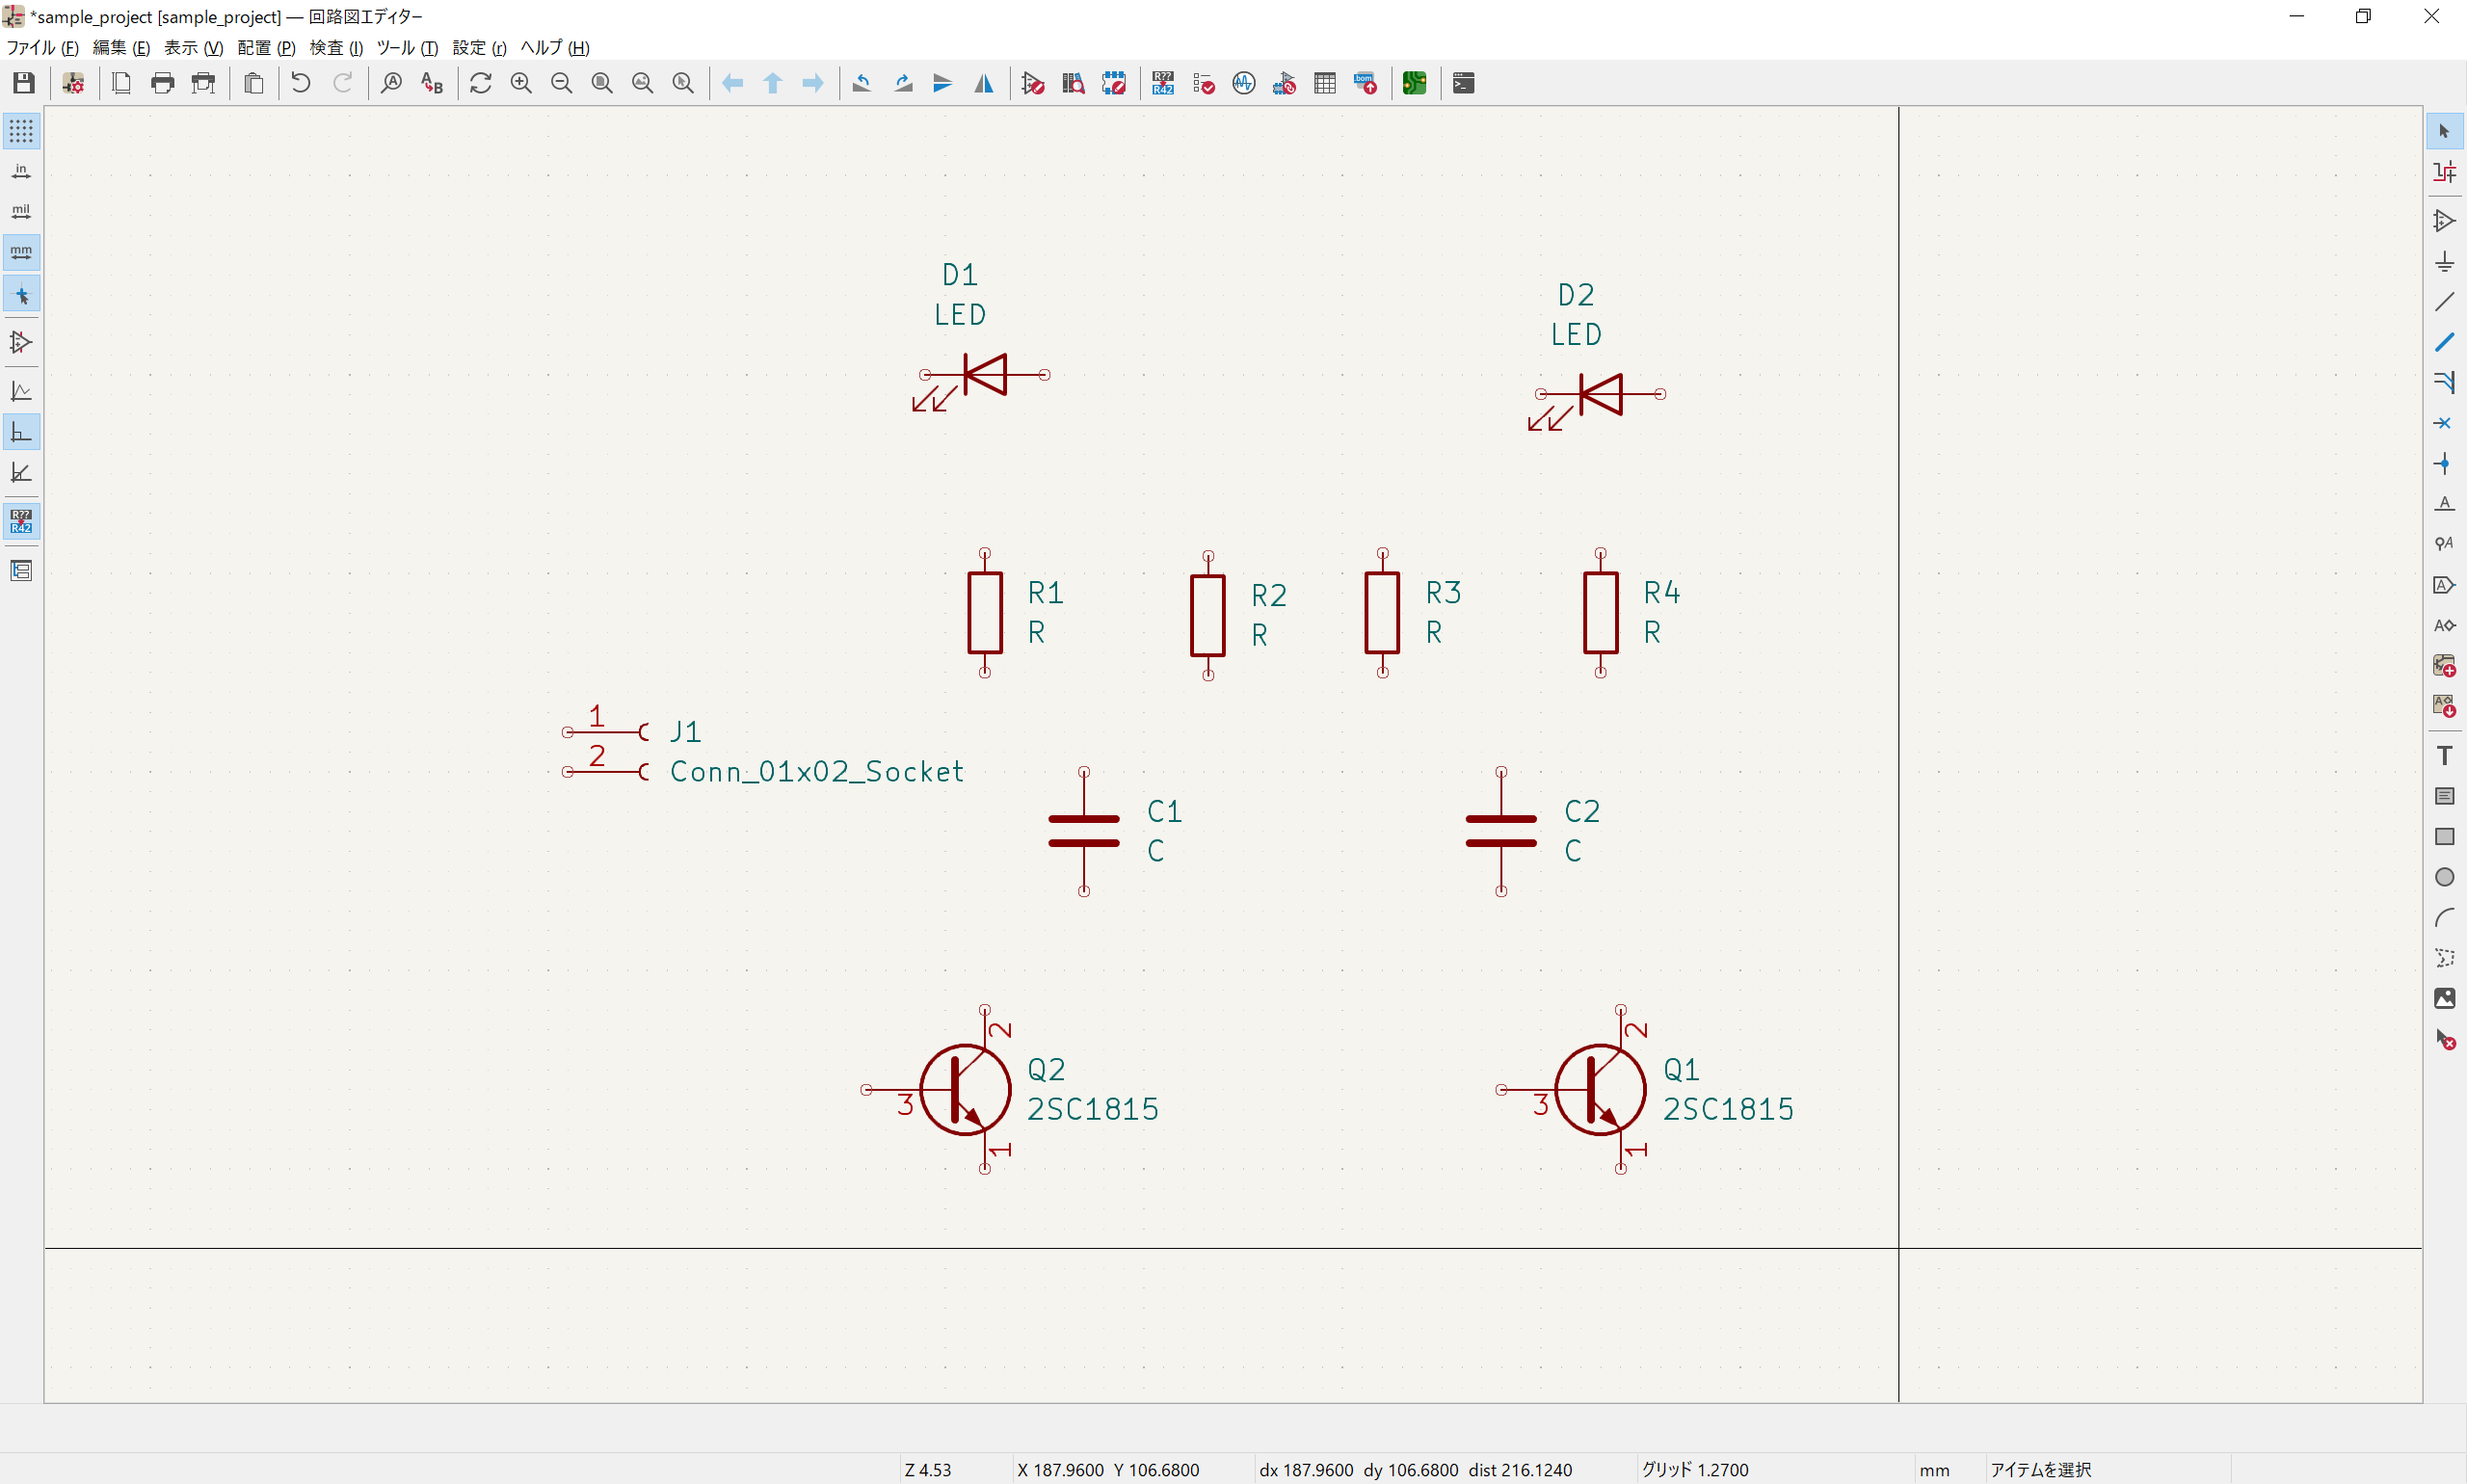 *sample_project [sample_project] — 回路図エディター
ファイル (F) 編集 (E) 表示 (V) 配置 (P) 検査 (I) ツール (T) 設定 (r) ヘルプ (H)
R??
R42
bom
in
mil
mm
R??
R42
D1
LED
D2
LED
R1
R
R2
R
R3
R
R4
R
1
2
J1
Conn_01x02_Socket
C1
C
C2
C
2
3
1
Q2
2SC1815
2
3
1
Q1
2SC1815
Z 4.53
X 187.9600 Y 106.6800
dx 187.9600 dy 106.6800 dist 216.1240
グリッド 1.2700
mm
アイテムを選択